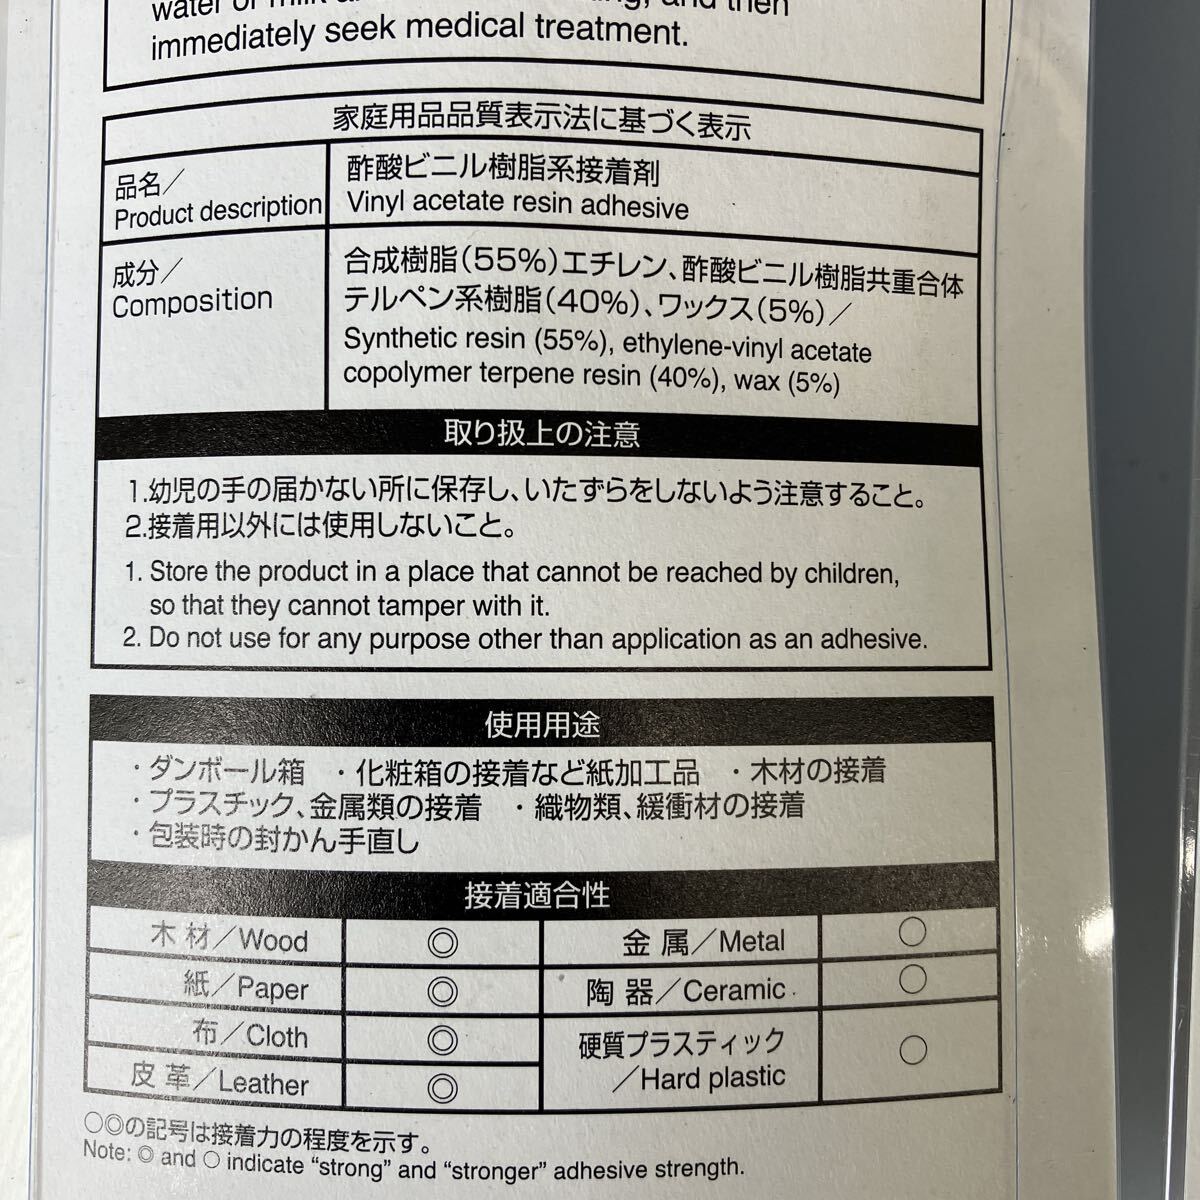 immediately seek medical treatment.
家庭用品品質表示法に基づく表示
品名／
Product description
酢酸ビニル樹脂系接着剤
Vinyl acetate resin adhesive
成分／
Composition
合成樹脂(55%)エチレン、酢酸ビニル樹脂共重合体
テルペン系樹脂(40%)、ワックス(5%)／
Synthetic resin (55%), ethylene-vinyl acetate
copolymer terpene resin (40%), wax (5%)
取り扱上の注意
1.幼児の手の届かない所に保存し、いたずらをしないよう注意すること。
2.接着用以外には使用しないこと。
1. Store the product in a place that cannot be reached by children,
so that they cannot tamper with it.
2. Do not use for any purpose other than application as an adhesive.
使用用途
・ダンボール箱 ・化粧箱の接着など紙加工品 ・木材の接着
・プラスチック、金属類の接着 ・織物類、緩衝材の接着
・包装時の封かん手直し
接着適合性
木 材／Wood ◎ 金 属／Metal ○
紙／Paper ◎ 陶 器／Ceramic ○
布／Cloth ◎ 硬質プラスティック
／Hard plastic ○
皮 革／Leather ◎
○◎の記号は接着力の程度を示す。
Note: ◎ and ○ indicate “strong” and “stronger” adhesive strength.